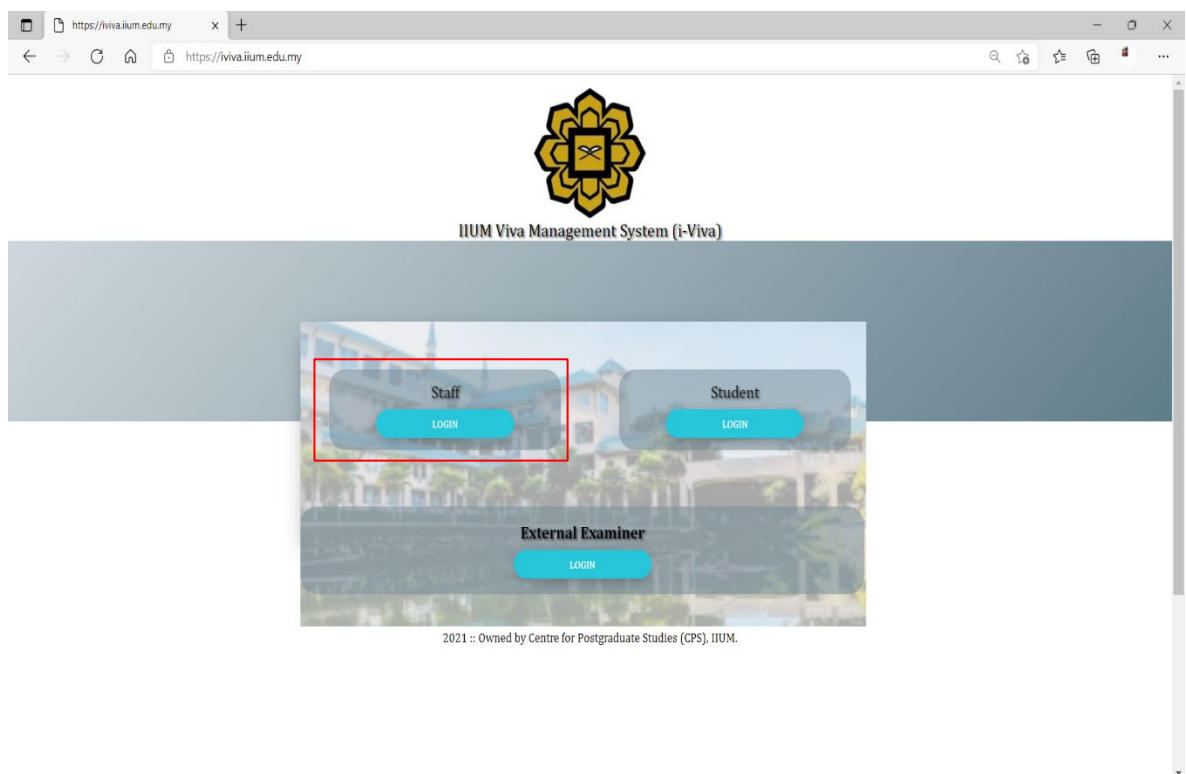 https://iviva.iium.edu.my
https://iviva.iium.edu.my
IIUM Viva Management System (i-Viva)
Staff
LOGIN
Student
LOGIN
External Examiner
LOGIN
2021 :: Owned by Centre for Postgraduate Studies (CPS), IIUM.